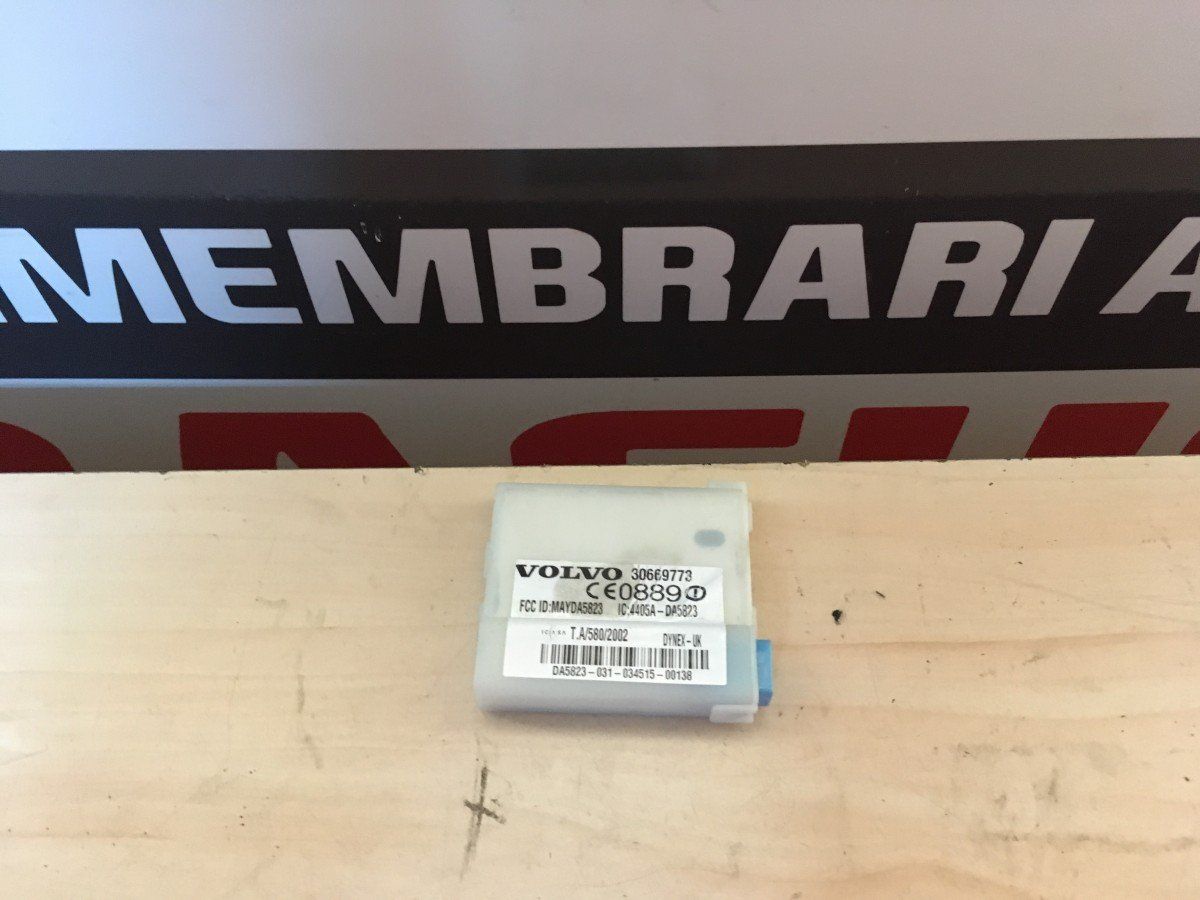 MEMBRARI A
VOLVO 30669773
CE0889
FCC ID:MAYDA5823 IC:4405A-DA5823
T.A/580/2002 DYNEX-UK
DA5823-031-034515-00138